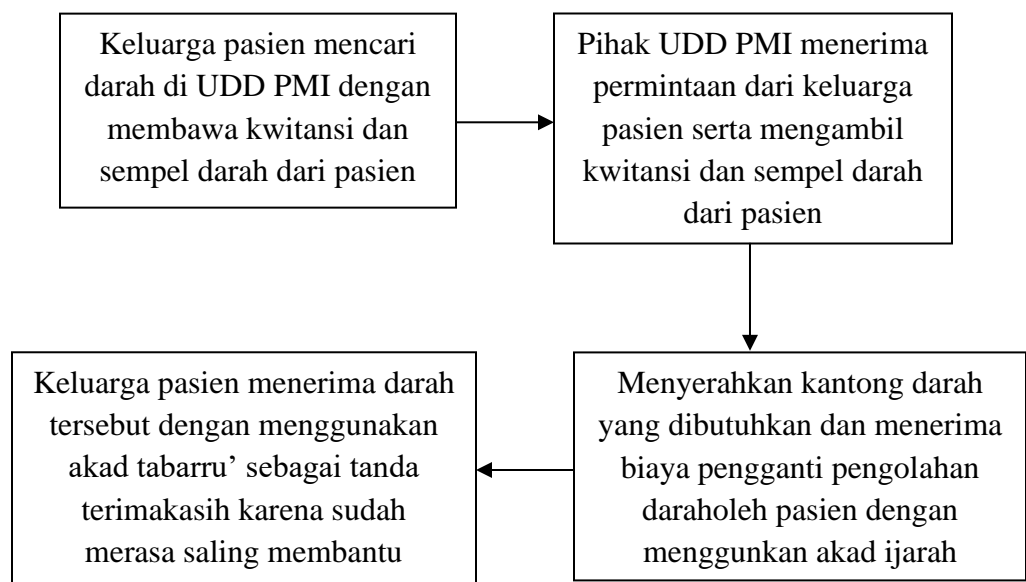 Keluarga pasien mencari
darah di UDD PMI dengan
membawa kwitansi dan
sempel darah dari pasien
Pihak UDD PMI menerima
permintaan dari keluarga
pasien serta mengambil
kwitansi dan sempel darah
dari pasien
Menyerahkan kantong darah
yang dibutuhkan dan menerima
biaya pengganti pengolahan
daraholeh pasien dengan
menggunkan akad ijarah
Keluarga pasien menerima darah
tersebut dengan menggunakan
akad tabarru’ sebagai tanda
terimakasih karena sudah
merasa saling membantu